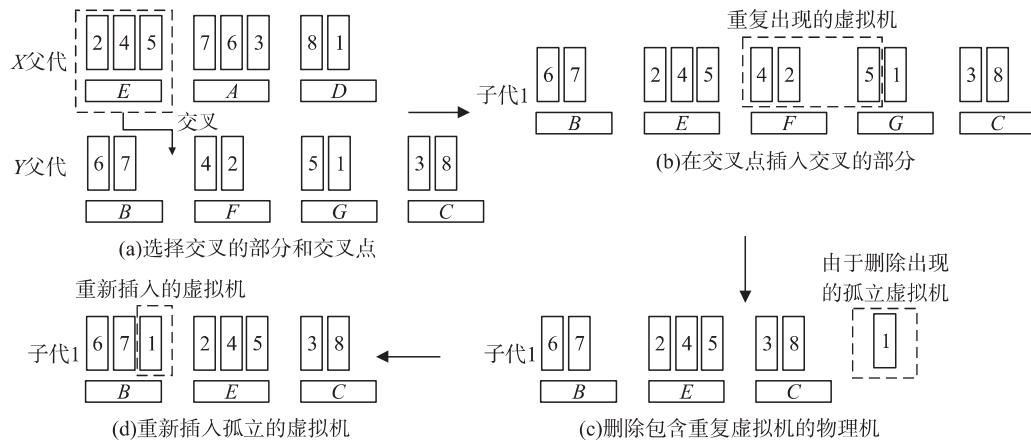 2 4 5 7 6 3 8 1
X父代
E A D
交叉
Y父代
6 7 4 2 5 1 3 8
B F G C
(a)选择交叉的部分和交叉点
重复出现的虚拟机
6 7 2 4 5 4 2 5 1 3 8
子代1
B E F G C
(b)在交叉点插入交叉的部分
由于删除出现
的孤立虚拟机
子代1 6 7 2 4 5 3 8 1
B E C
(c)删除包含重复虚拟机的物理机
重新插入的虚拟机
子代1 6 7 1 2 4 5 3 8
B E C
(d)重新插入孤立的虚拟机